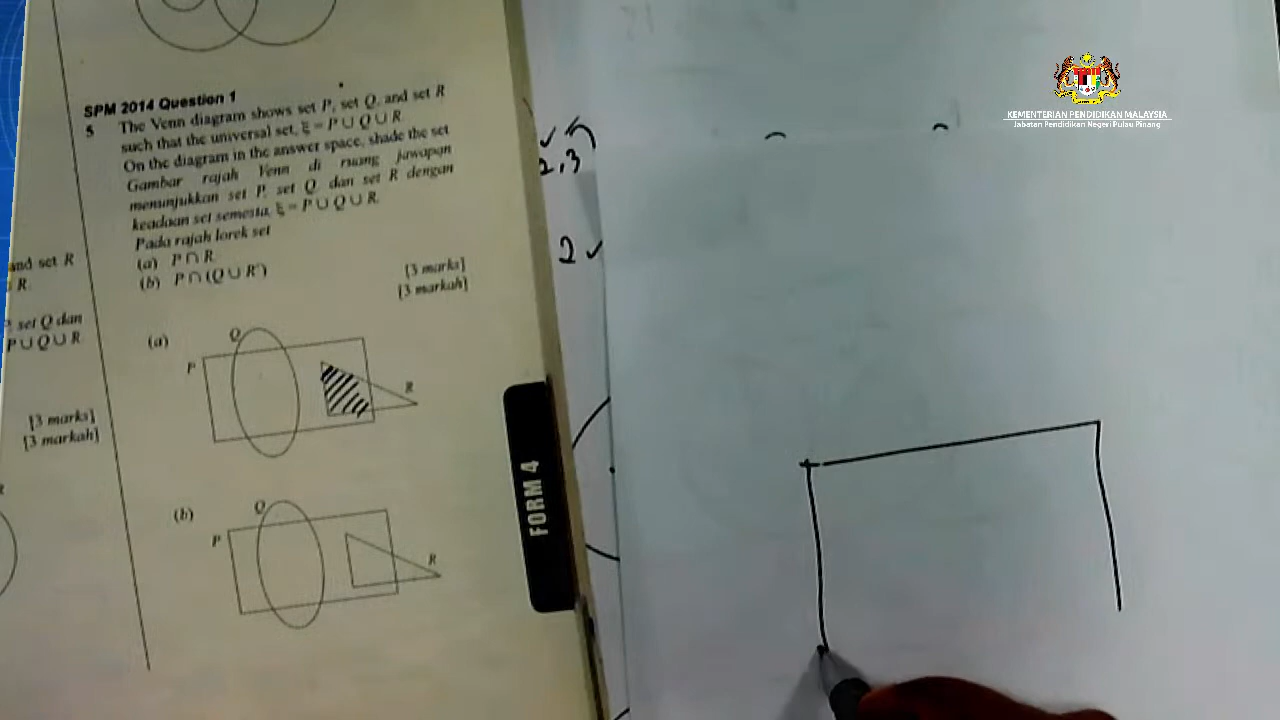 KEMENTERIAN PENDIDIKAN MALAYSIA
Jabatan Pendidikan Negeri Pulau Pinang
SPM 2014 Question 1
5 The Venn diagram shows set P, set Q, and set R
such that the universal set, ξ = P ∪ Q ∪ R
On the diagram in the answer space, shade the set
Gambar rajah Venn di ruang jawapan
menunjukkan set P, set Q dan set R dengan
keadaan set semesta, ξ = P ∪ Q ∪ R.
Pada rajah lorek set
(a) P ∩ R
(b) P ∩ (Q ∪ R')
[3 marks]
[3 markah]
(a)
Q
P
R
(b)
Q
P
R
and set R
R.
set Q dan
P ∪ Q ∪ R
[3 marks]
[3 markah]
FORM 4
2,3
2 ✓